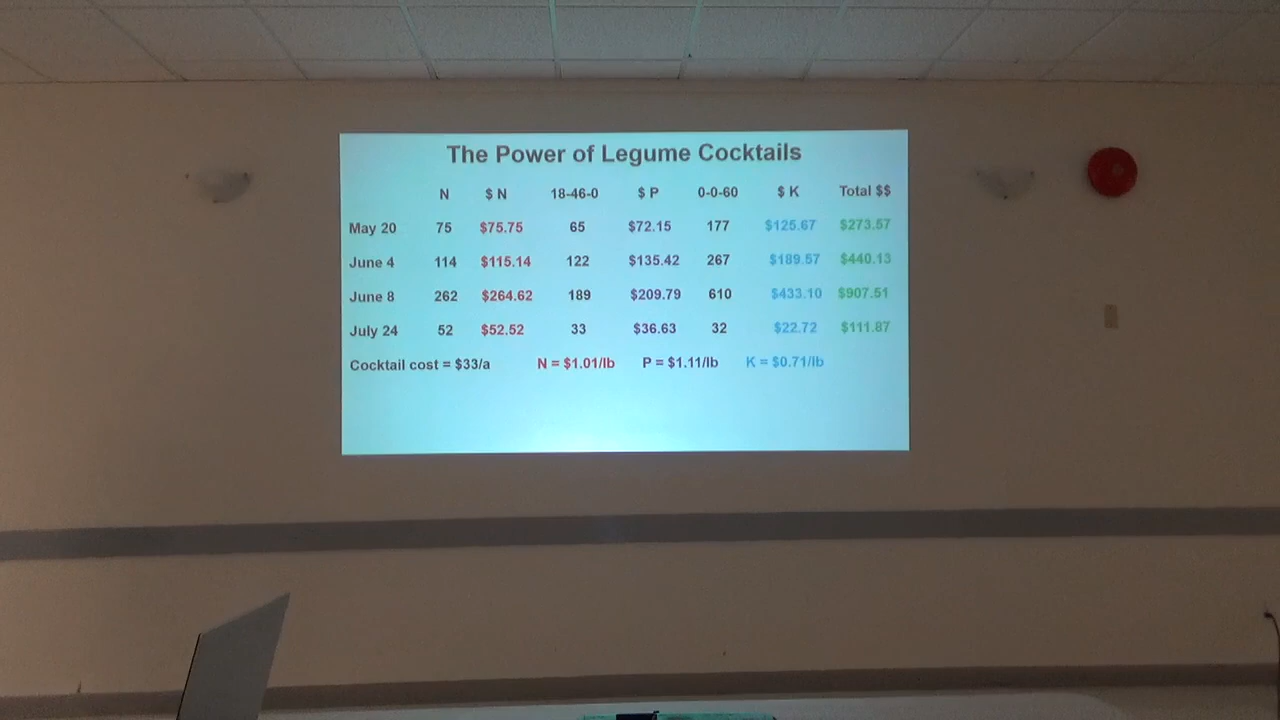 The Power of Legume Cocktails
N $ N 18-46-0 $ P 0-0-60 $ K Total $$
May 20 75 $75.75 65 $72.15 177 $125.67 $273.57
June 4 114 $115.14 122 $135.42 267 $189.57 $440.13
June 8 262 $264.62 189 $209.79 610 $433.10 $907.51
July 24 52 $52.52 33 $36.63 32 $22.72 $111.87
Cocktail cost = $33/a N = $1.01/lb P = $1.11/lb K = $0.71/lb